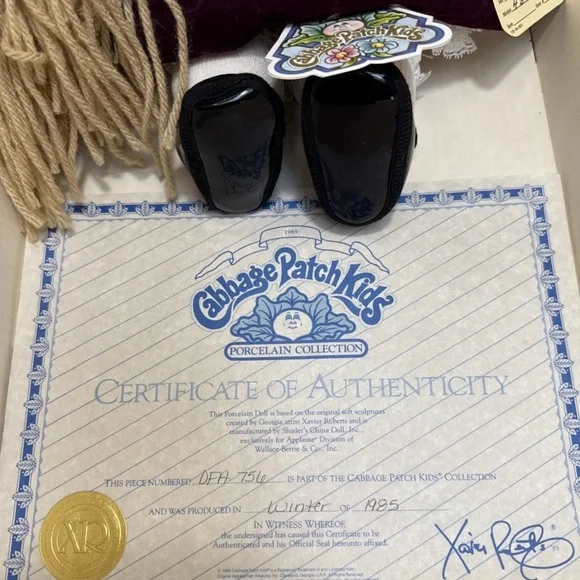 Cabbage Patch Kids
1985
Cabbage Patch Kids
PORCELAIN COLLECTION
CERTIFICATE OF AUTHENTICITY
This Porcelain Doll is based on the original soft sculptures
created by Georgia artist Xavier Roberts and is
manufactured by Shader's China Doll, Inc.,
exclusively for Applause® Division of
Wallace Berrie & Co., Inc.
THIS PIECE NUMBERED DFH 756 IS PART OF THE CABBAGE PATCH KIDS® COLLECTION
AND WAS PRODUCED IN Winter OF 1985
IN WITNESS WHEREOF,
the undersigned has caused this Certificate to be
Authenticated and his Official Seal hereunto affixed.
Xavier Roberts